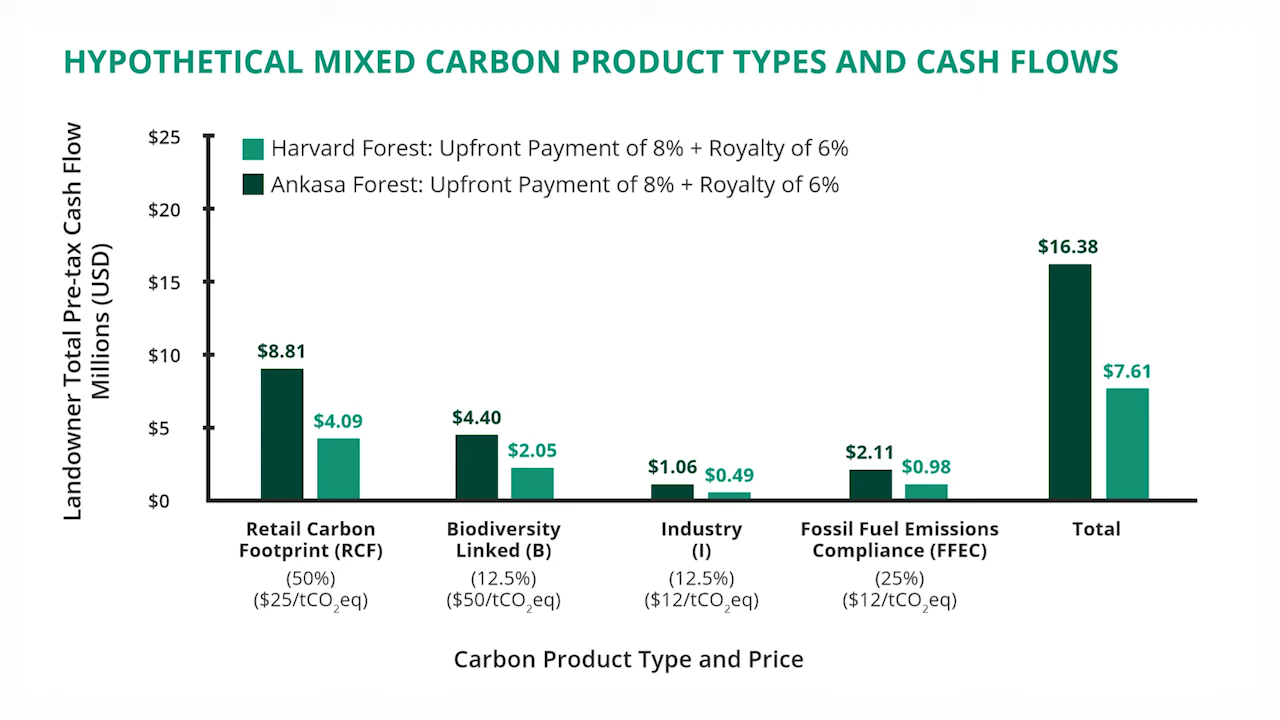 HYPOTHETICAL MIXED CARBON PRODUCT TYPES AND CASH FLOWS
Landowner Total Pre-tax Cash Flow
Millions (USD)
$25
$20
$15
$10
$5
$0
Harvard Forest: Upfront Payment of 8% + Royalty of 6%
Ankasa Forest: Upfront Payment of 8% + Royalty of 6%
$8.81
$4.09
$4.40
$2.05
$1.06
$0.49
$2.11
$0.98
$16.38
$7.61
Retail Carbon
Footprint (RCF)
(50%)
($25/tCO₂eq)
Biodiversity
Linked (B)
(12.5%)
($50/tCO₂eq)
Industry
(I)
(12.5%)
($12/tCO₂eq)
Fossil Fuel Emissions
Compliance (FFEC)
(25%)
($12/tCO₂eq)
Total
Carbon Product Type and Price